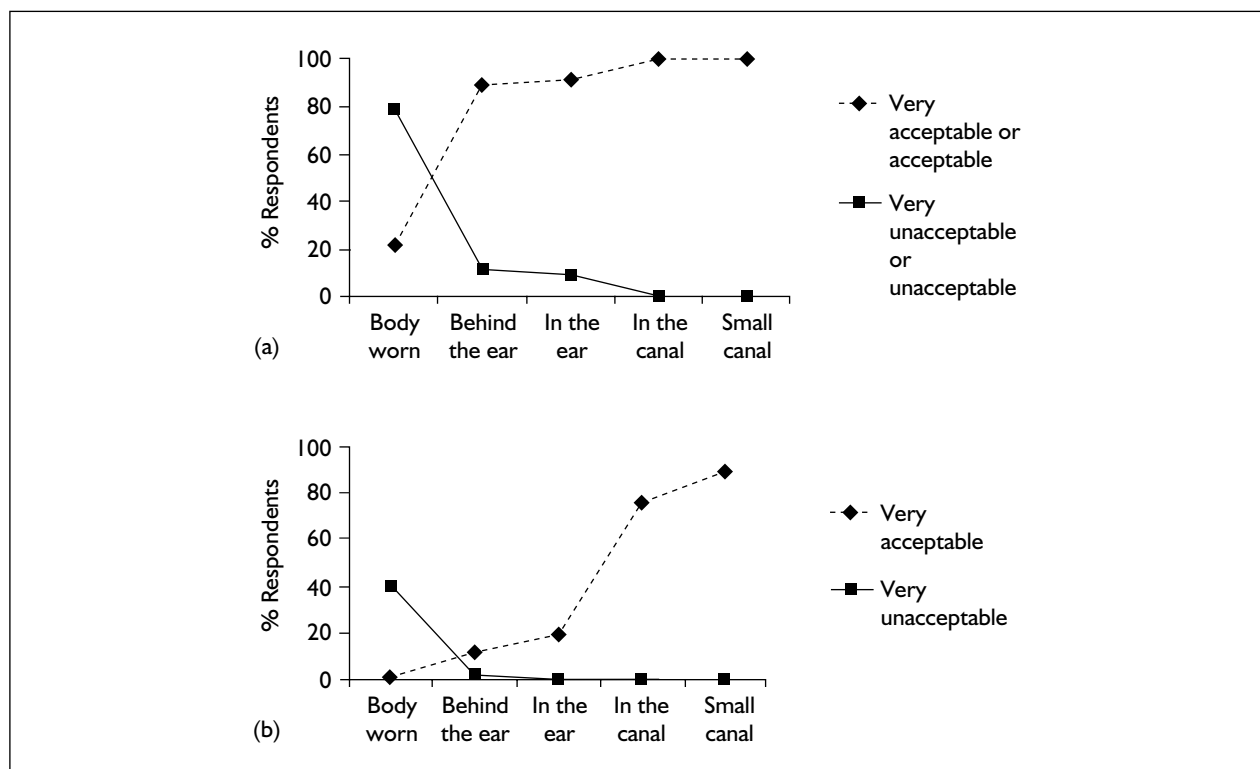 100
80
60
40
20
0
% Respondents
Body
worn
Behind
the ear
In the
ear
In the
canal
Small
canal
Very
acceptable or
acceptable
Very
unacceptable
or
unacceptable
(a)
100
80
60
40
20
0
% Respondents
Body
worn
Behind
the ear
In the
ear
In the
canal
Small
canal
Very
acceptable
Very
unacceptable
(b)